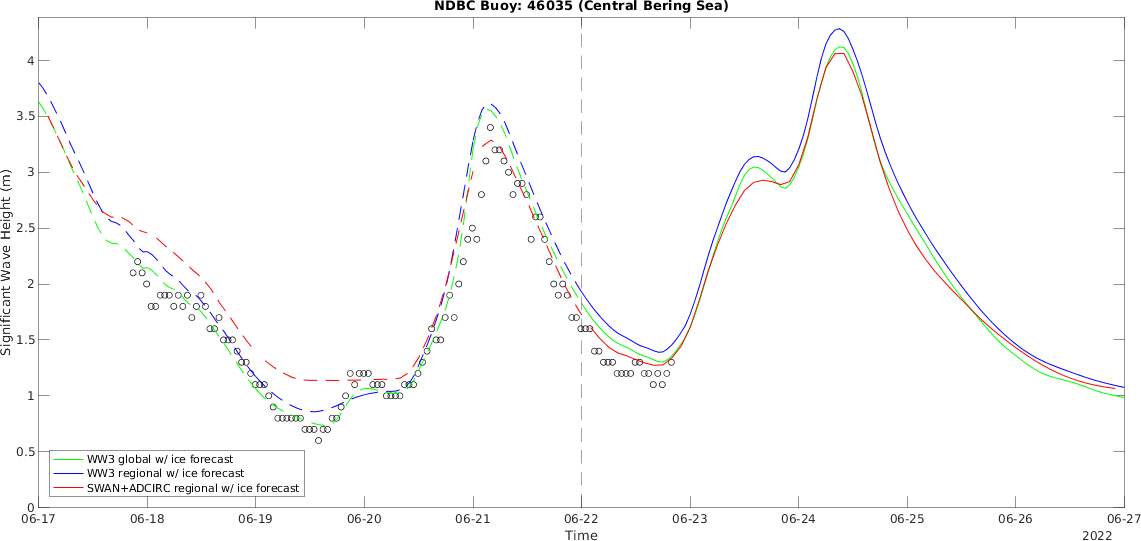 NDBC Buoy: 46035 (Central Bering Sea)
Significant Wave Height (m)
4
3.5
3
2.5
2
1.5
1
0.5
0
WW3 global w/ ice forecast
WW3 regional w/ ice forecast
SWAN+ADCIRC regional w/ ice forecast
06-17 06-18 06-19 06-20 06-21 06-22 06-23 06-24 06-25 06-26 06-27
Time
2022